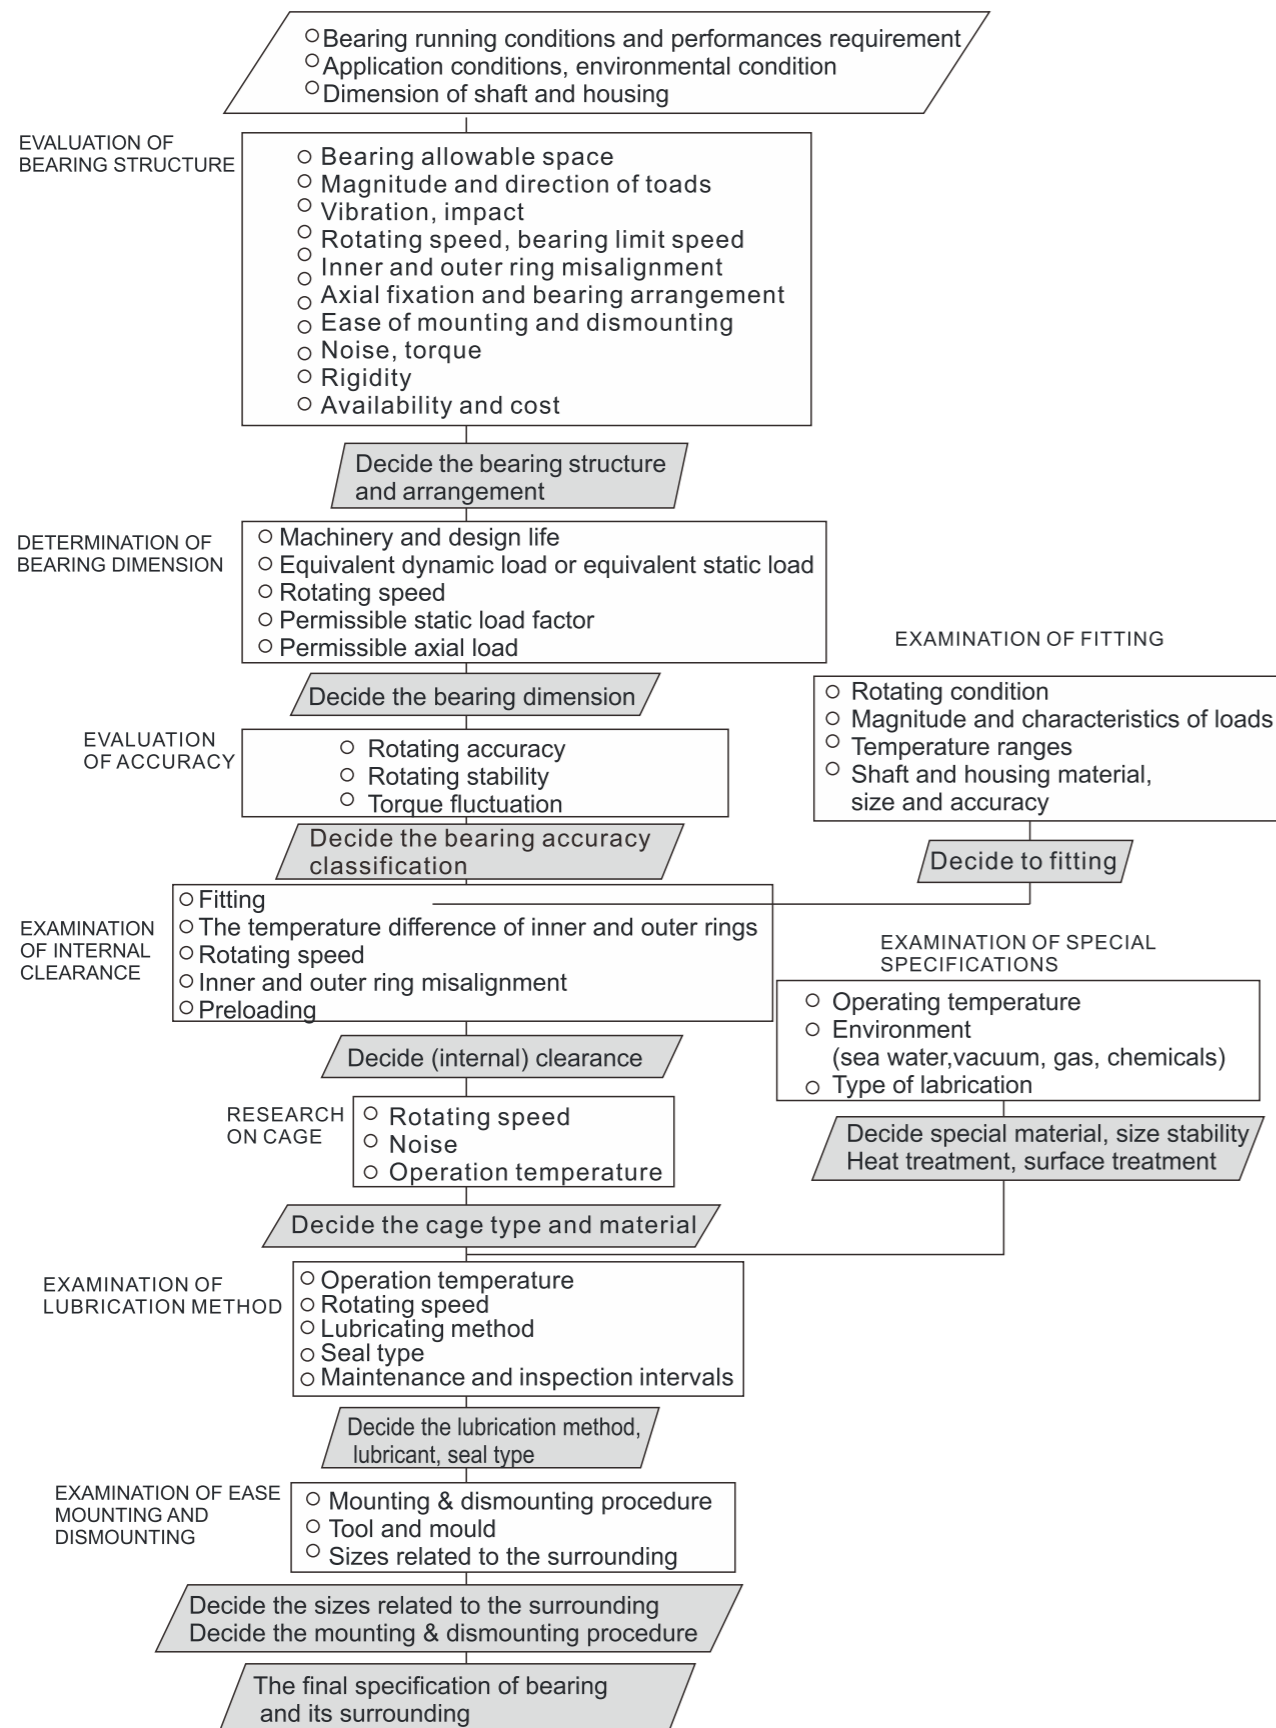 Bearing running conditions and performances requirement
Application conditions, environmental condition
Dimension of shaft and housing
EVALUATION OF
BEARING STRUCTURE
Bearing allowable space
Magnitude and direction of toads
Vibration, impact
Rotating speed, bearing limit speed
Inner and outer ring misalignment
Axial fixation and bearing arrangement
Ease of mounting and dismounting
Noise, torque
Rigidity
Availability and cost
Decide the bearing structure
and arrangement
DETERMINATION OF
BEARING DIMENSION
Machinery and design life
Equivalent dynamic load or equivalent static load
Rotating speed
Permissible static load factor
Permissible axial load
Decide the bearing dimension
EVALUATION
OF ACCURACY
Rotating accuracy
Rotating stability
Torque fluctuation
Decide the bearing accuracy
classification
EXAMINATION OF FITTING
Rotating condition
Magnitude and characteristics of loads
Temperature ranges
Shaft and housing material,
size and accuracy
Decide to fitting
EXAMINATION
OF INTERNAL
CLEARANCE
Fitting
The temperature difference of inner and outer rings
Rotating speed
Inner and outer ring misalignment
Preloading
Decide (internal) clearance
RESEARCH
ON CAGE
Rotating speed
Noise
Operation temperature
Decide the cage type and material
EXAMINATION OF SPECIAL
SPECIFICATIONS
Operating temperature
Environment
(sea water,vacuum, gas, chemicals)
Type of labrication
Decide special material, size stability
Heat treatment, surface treatment
EXAMINATION OF
LUBRICATION METHOD
Operation temperature
Rotating speed
Lubricating method
Seal type
Maintenance and inspection intervals
Decide the lubrication method,
lubricant, seal type
EXAMINATION OF EASE
MOUNTING AND
DISMOUNTING
Mounting & dismounting procedure
Tool and mould
Sizes related to the surrounding
Decide the sizes related to the surrounding
Decide the mounting & dismounting procedure
The final specification of bearing
and its surrounding